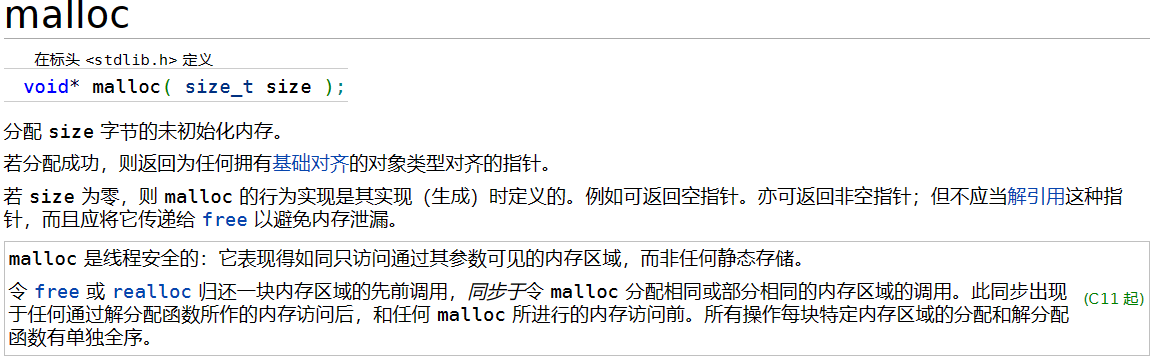 malloc
在标头 <stdlib.h> 定义
void* malloc( size_t size );
分配 size 字节的未初始化内存。
若分配成功，则返回为任何拥有基础对齐的对象类型对齐的指针。
若 size 为零，则 malloc 的行为实现是其实现（生成）时定义的。例如可返回空指针。亦可返回非空指针；但不应当解引用这种指
针，而且应将它传递给 free 以避免内存泄漏。
malloc 是线程安全的：它表现得如同只访问通过其参数可见的内存区域，而非任何静态存储。
令 free 或 realloc 归还一块内存区域的先前调用，同步于令 malloc 分配相同或部分相同的内存区域的调用。此同步出现
于任何通过解分配函数所作的内存访问后，和任何 malloc 所进行的内存访问前。所有操作每块特定内存区域的分配和解分配
函数有单独全序。
(C11 起)